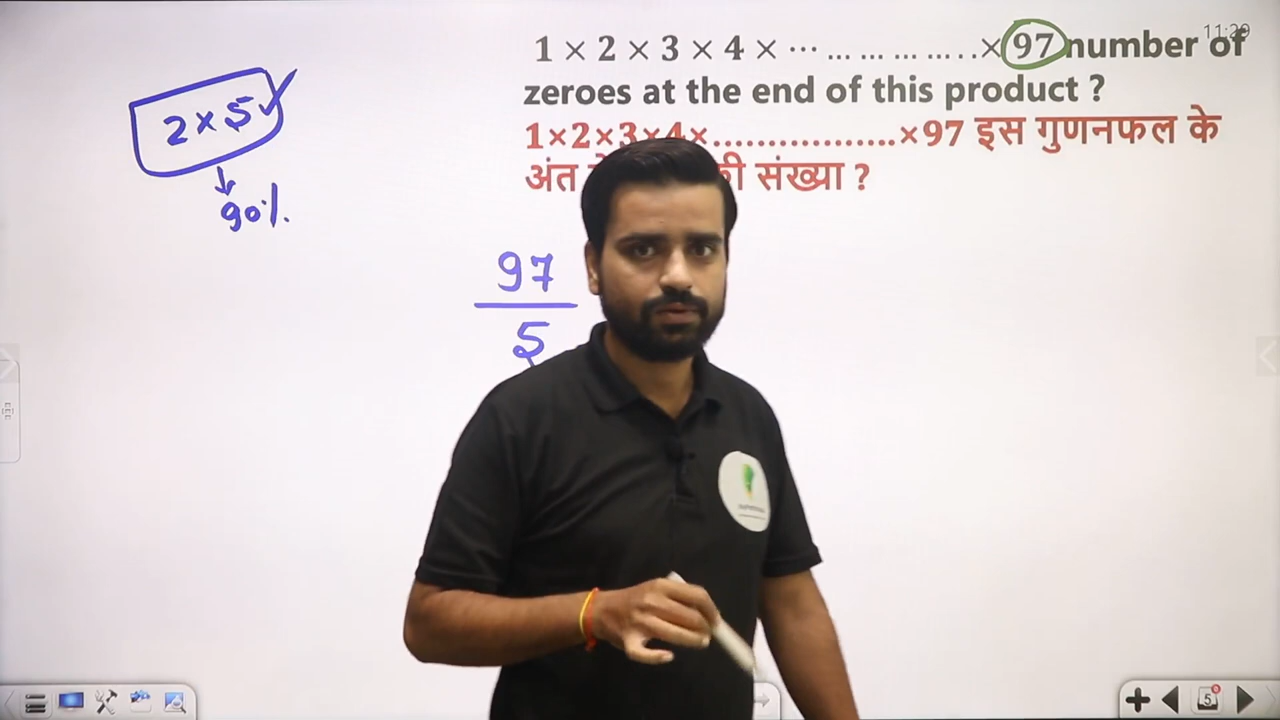 11:29
1 × 2 × 3 × 4 × ⋯ … … … … . . × 97 number of
zeroes at the end of this product ?
1×2×3×4×………………×97 इस गुणनफल के
अंत की संख्या ?
2 × 5
90%.
97
5
5